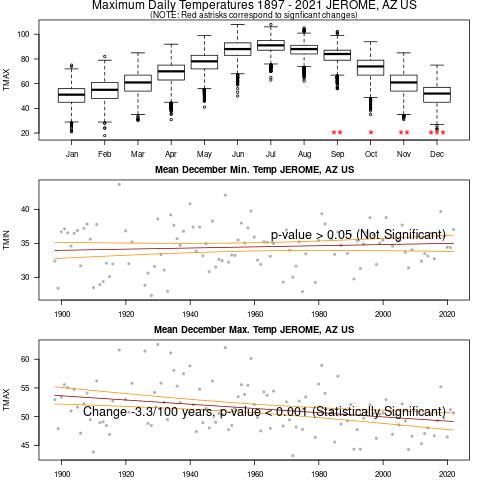 Maximum Daily Temperatures 1897 - 2021 JEROME, AZ US
(NOTE: Red astrisks correspond to signficant changes)
TMAX
100
80
60
40
20
** * ** ***
Jan Feb Mar Apr May Jun Jul Aug Sep Oct Nov Dec
Mean December Min. Temp JEROME, AZ US
TMIN
40
35
30
p-value > 0.05 (Not Significant)
1900 1920 1940 1960 1980 2000 2020
Mean December Max. Temp JEROME, AZ US
TMAX
60
55
50
45
Change -3.3/100 years, p-value < 0.001 (Statistically Significant)
1900 1920 1940 1960 1980 2000 2020